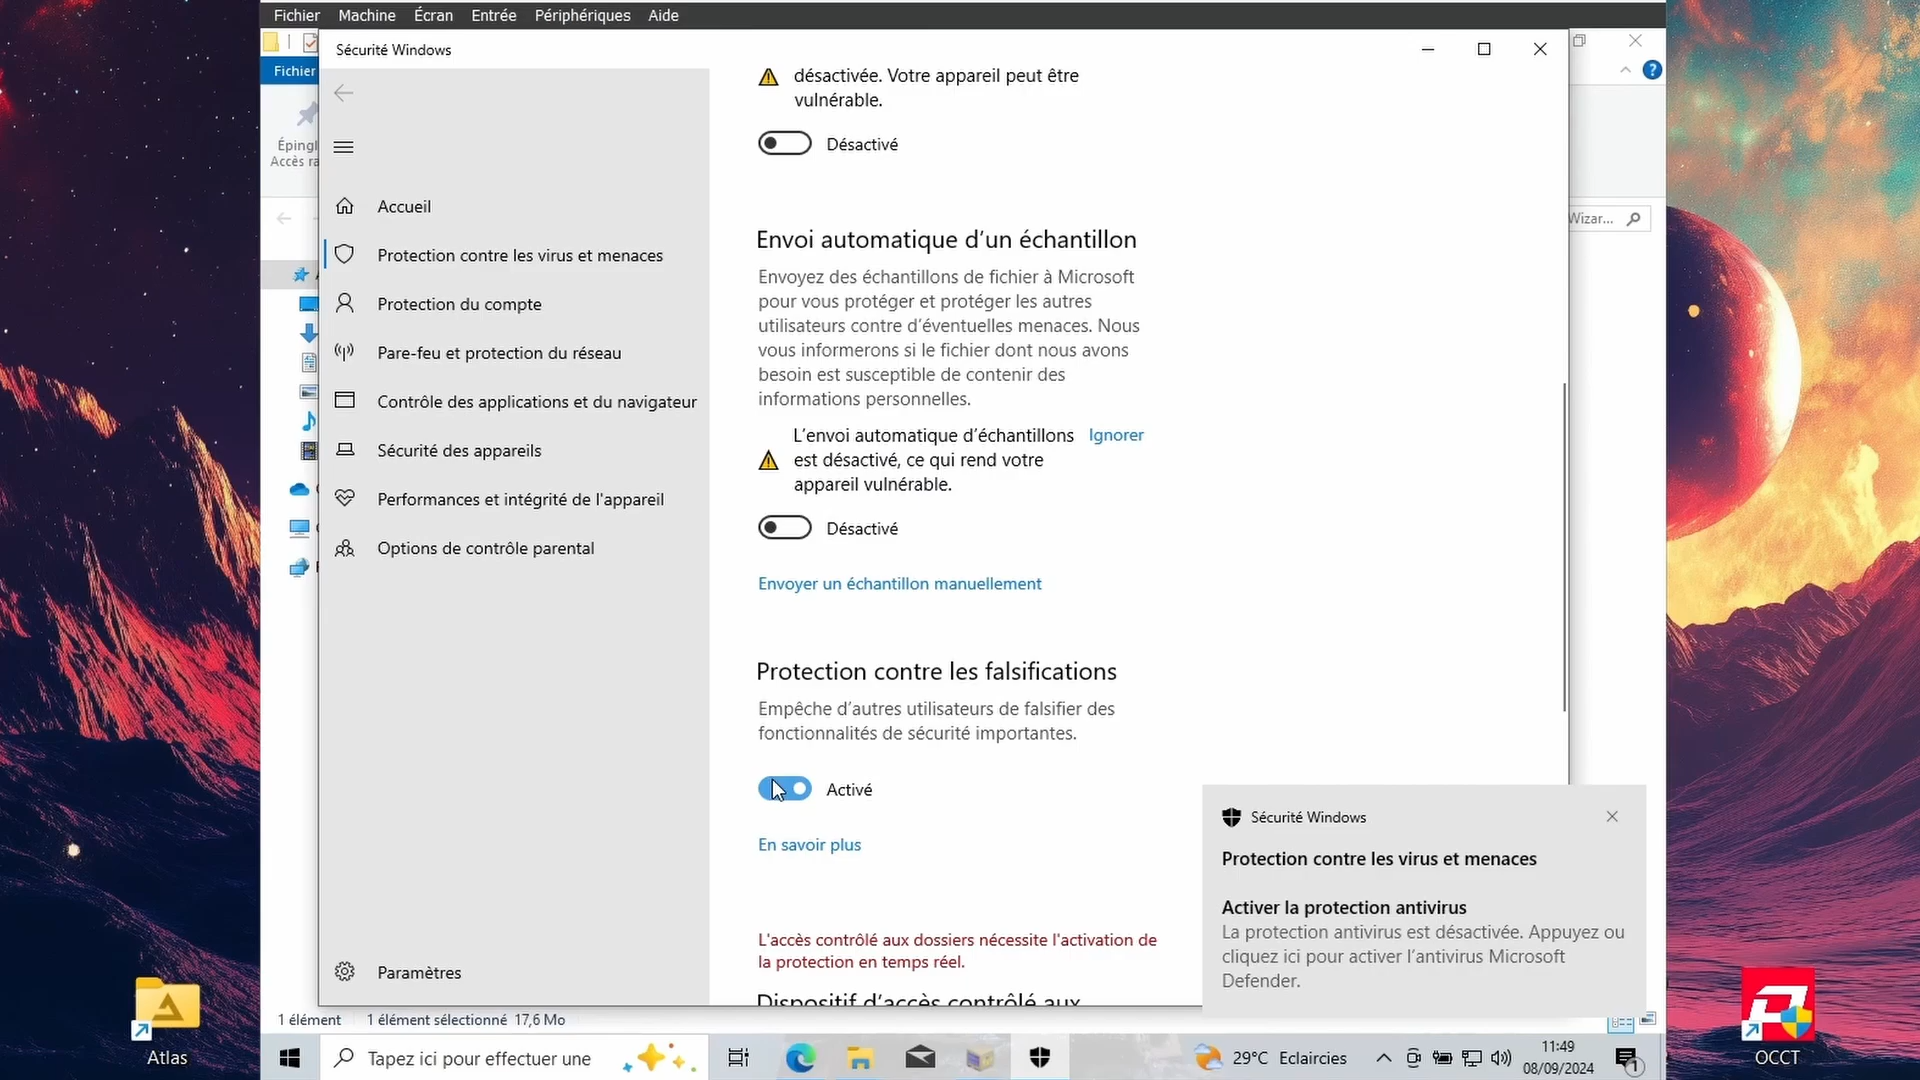 Fichier Machine Écran Entrée Périphériques Aide
Sécurité Windows
Fichier
désactivée. Votre appareil peut être
vulnérable.
Désactivé
Accueil
Protection contre les virus et menaces
Protection du compte
Pare-feu et protection du réseau
Contrôle des applications et du navigateur
Sécurité des appareils
Performances et intégrité de l'appareil
Options de contrôle parental
Paramètres
Envoi automatique d’un échantillon
Envoyez des échantillons de fichier à Microsoft
pour vous protéger et protéger les autres
utilisateurs contre d’éventuelles menaces. Nous
vous informerons si le fichier dont nous avons
besoin est susceptible de contenir des
informations personnelles.
L’envoi automatique d’échantillons Ignorer
est désactivé, ce qui rend votre
appareil vulnérable.
Désactivé
Envoyer un échantillon manuellement
Protection contre les falsifications
Empêche d’autres utilisateurs de falsifier des
fonctionnalités de sécurité importantes.
Activé
En savoir plus
L'accès contrôlé aux dossiers nécessite l'activation de
la protection en temps réel.
Dispositif d’accès contrôlé aux
Sécurité Windows
Protection contre les virus et menaces
Activer la protection antivirus
La protection antivirus est désactivée. Appuyez ou
cliquez ici pour activer l’antivirus Microsoft
Defender.
1 élément 1 élément sélectionné 17,6 Mo
Tapez ici pour effectuer une
29°C Eclaircies
11:49
08/09/2024
1
Atlas
OCCT